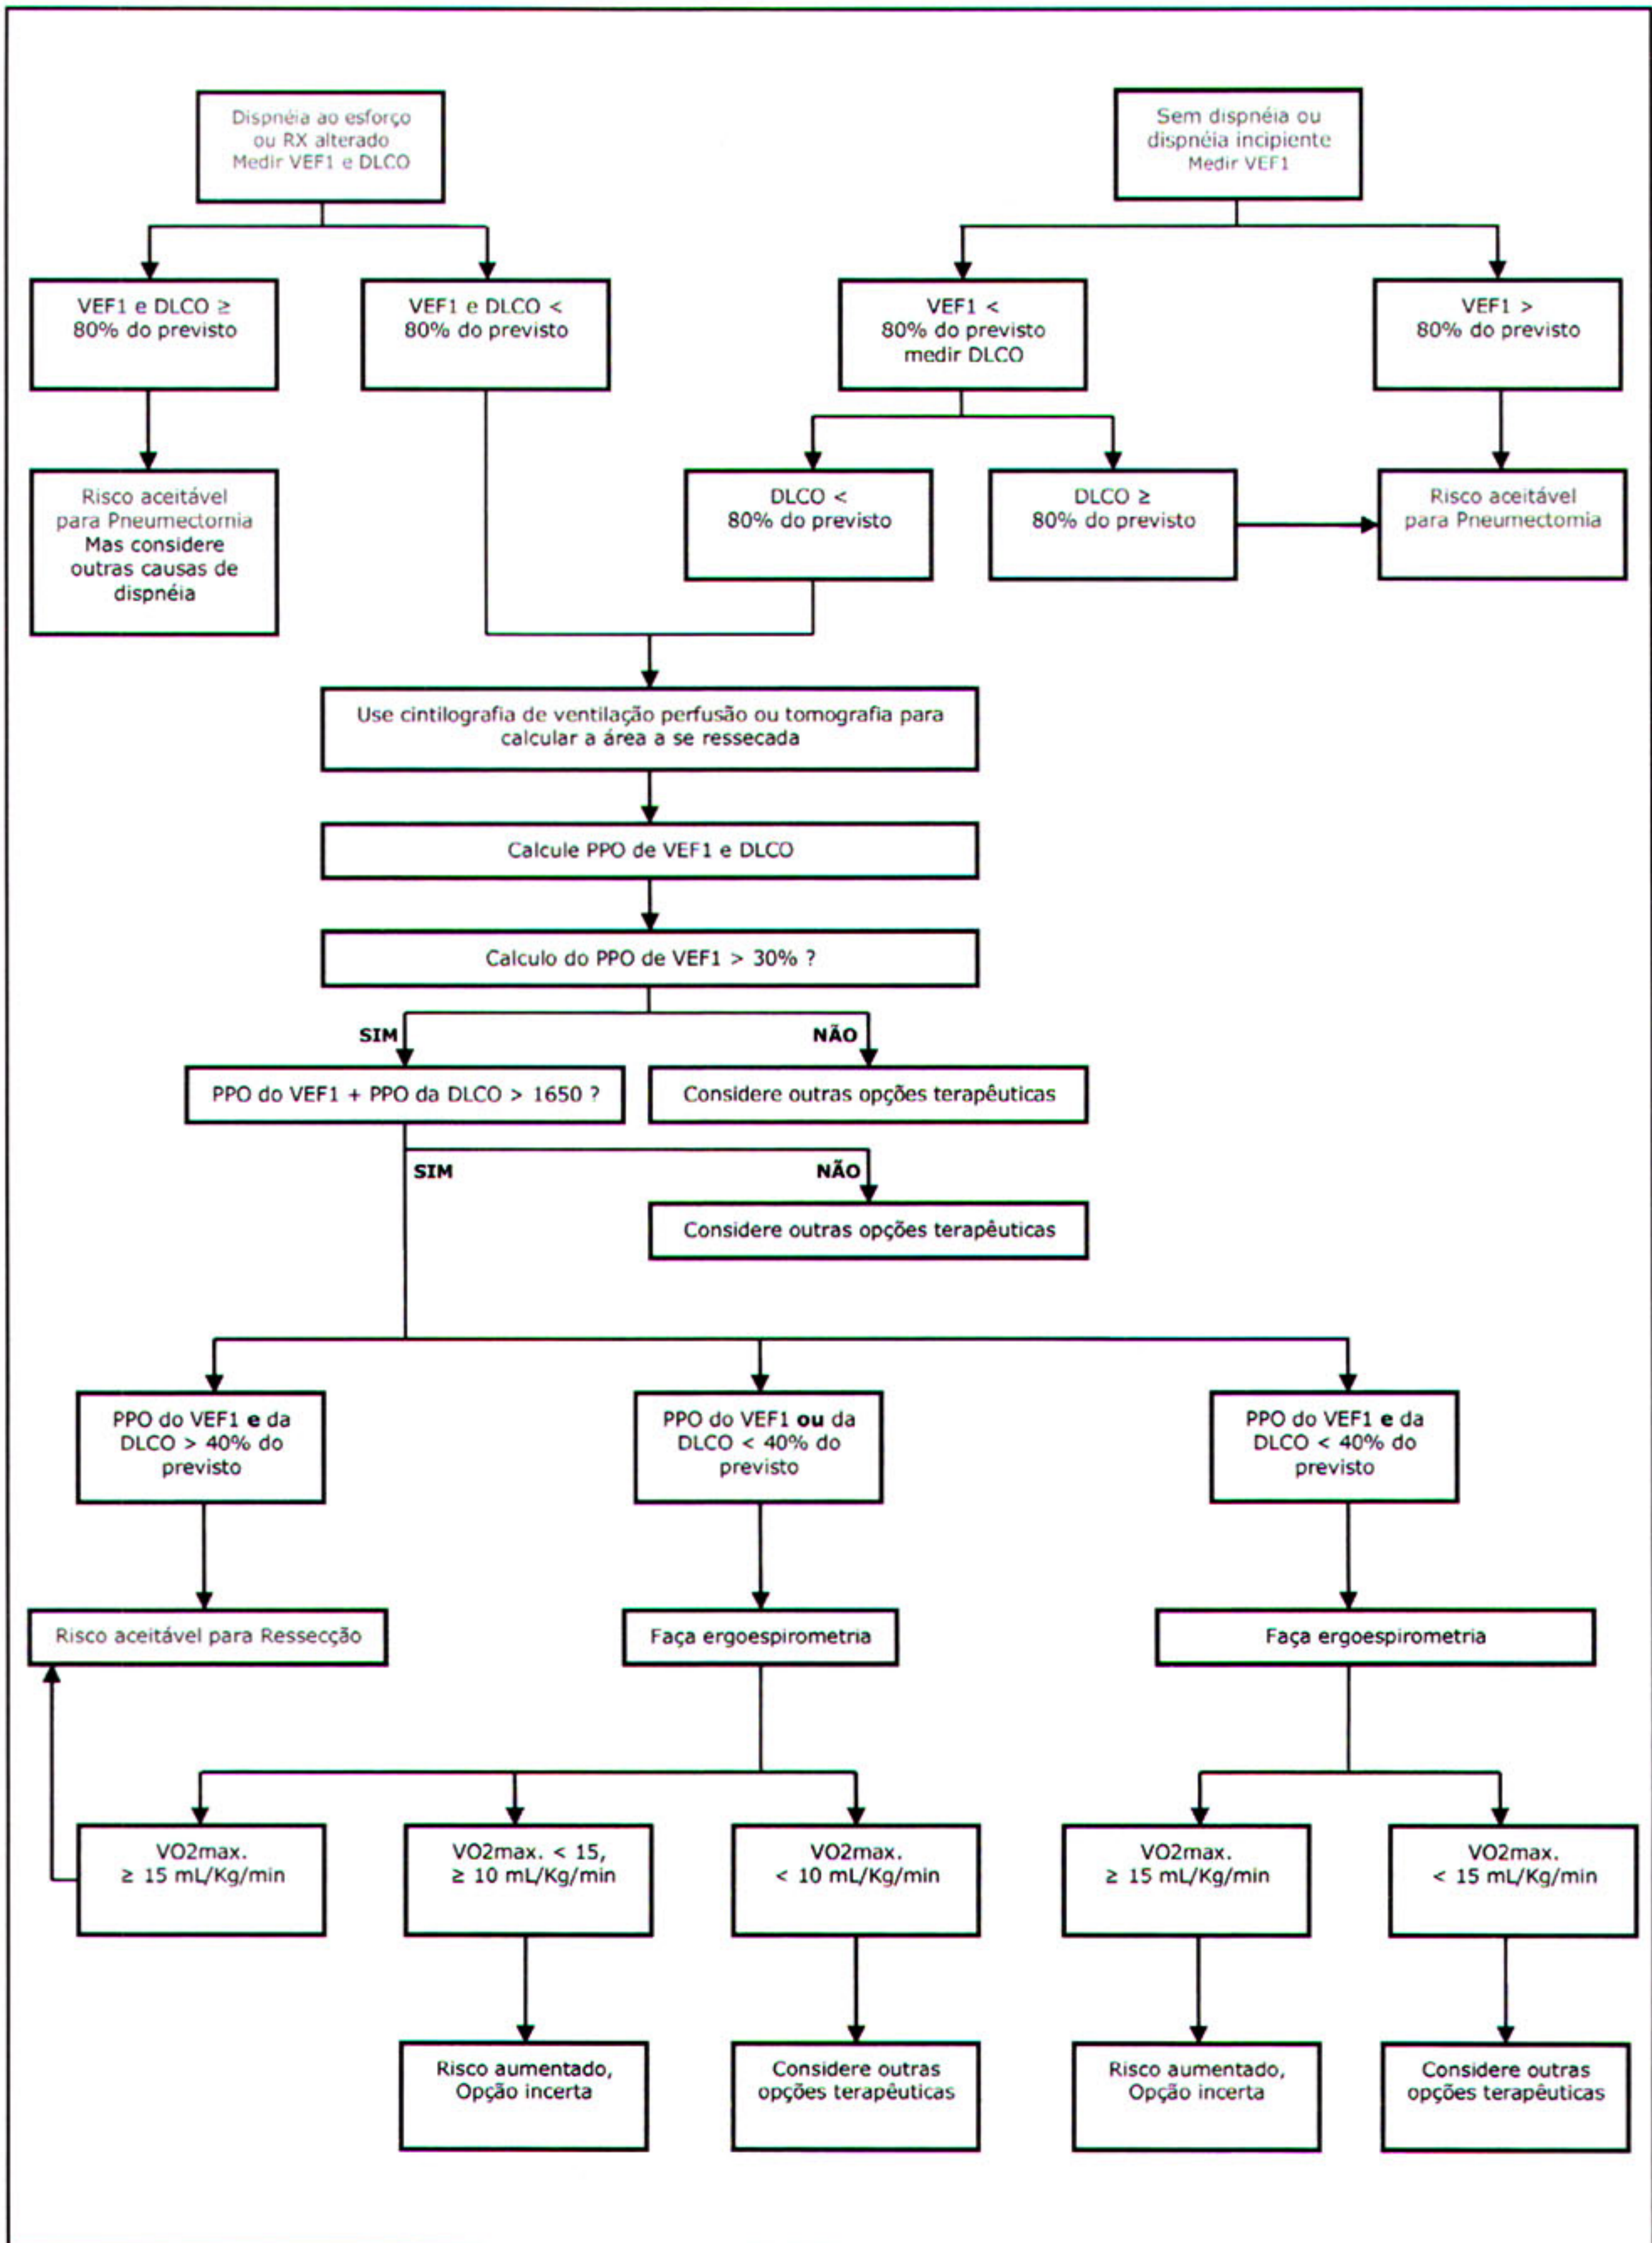 Dispnéia ao esforço
ou RX alterado
Medir VEF1 e DLCO
Sem dispnéia ou
dispnéia incipiente
Medir VEF1
VEF1 e DLCO ≥
80% do previsto
VEF1 e DLCO <
80% do previsto
VEF1 <
80% do previsto
medir DLCO
VEF1 >
80% do previsto
Risco aceitável
para Pneumectomia
Mas considere
outras causas de
dispnéia
DLCO <
80% do previsto
DLCO ≥
80% do previsto
Risco aceitável
para Pneumectomia
Use cintilografia de ventilação perfusão ou tomografia para
calcular a área a se ressecada
Calcule PPO de VEF1 e DLCO
Calculo do PPO de VEF1 > 30% ?
SIM
NÃO
PPO do VEF1 + PPO da DLCO > 1650 ?
Considere outras opções terapêuticas
SIM
NÃO
Considere outras opções terapêuticas
PPO do VEF1 e da
DLCO > 40% do
previsto
PPO do VEF1 ou da
DLCO < 40% do
previsto
PPO do VEF1 e da
DLCO < 40% do
previsto
Risco aceitável para Ressecção
Faça ergoespirometria
Faça ergoespirometria
VO2max.
≥ 15 mL/Kg/min
VO2max. < 15,
≥ 10 mL/Kg/min
VO2max.
< 10 mL/Kg/min
VO2max.
≥ 15 mL/Kg/min
VO2max.
< 15 mL/Kg/min
Risco aumentado,
Opção incerta
Considere outras
opções terapêuticas
Risco aumentado,
Opção incerta
Considere outras
opções terapêuticas